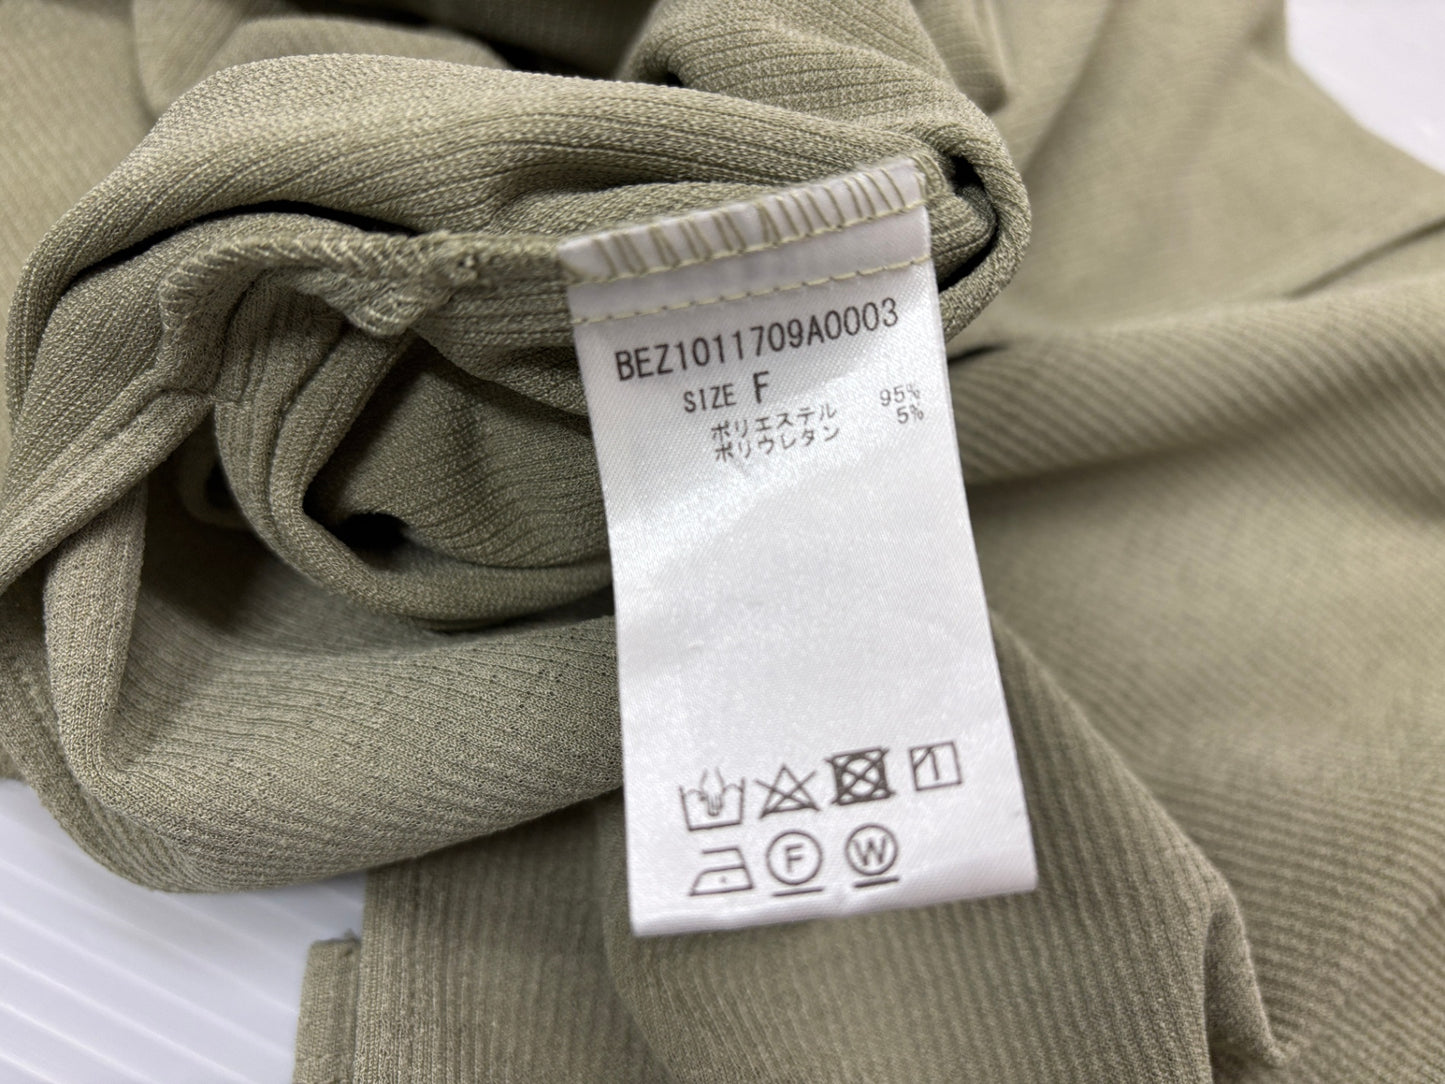 BEZ1011709A0003
SIZE F
ポリエステル 95%
ポリウレタン 5%
F W